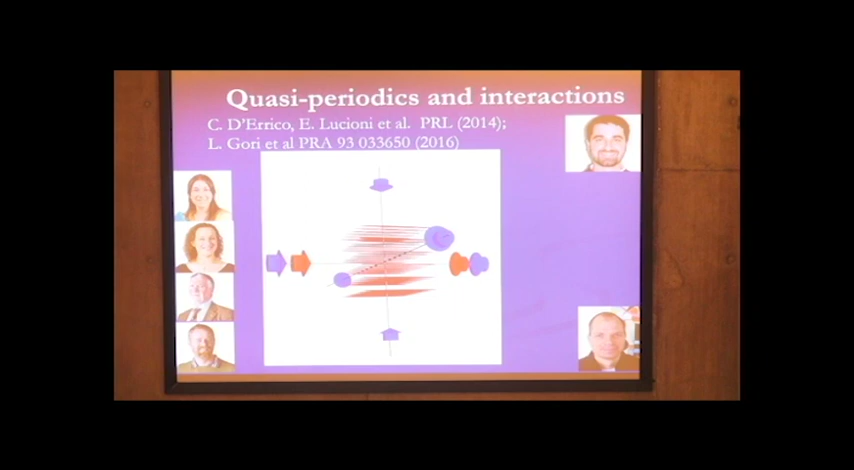 Quasi-periodics and interactions
C. D'Errico, E. Lucioni et al. PRL (2014);
L. Gori et al PRA 93 033650 (2016)